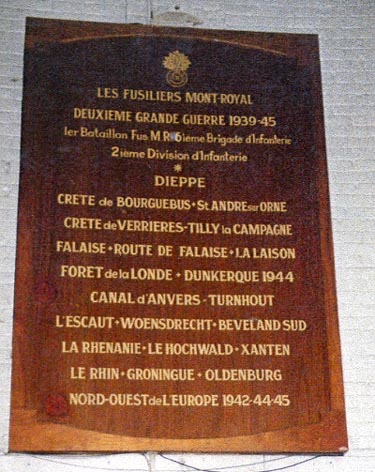 LES FUSILIERS MONT-ROYAL
DEUXIEME GRANDE GUERRE 1939-45
1er Bataillon Fus M R 6ieme Brigade d'Infanterie
2ieme Division d'Infanterie
*
DIEPPE
CRETE de BOURGUEBUS • St ANDRE sur ORNE
CRETE de VERRIERES - TILLY la CAMPAGNE
FALAISE • ROUTE DE FALAISE • LA LAISON
FORET de la LONDE • DUNKERQUE 1944
CANAL d'ANVERS - TURNHOUT
L'ESCAUT • WOENSDRECHT • BEVELAND SUD
LA RHENANIE • LE HOCHWALD • XANTEN
LE RHIN • GRONINGUE • OLDENBURG
NORD-OUEST de L'EUROPE 1942-44-45